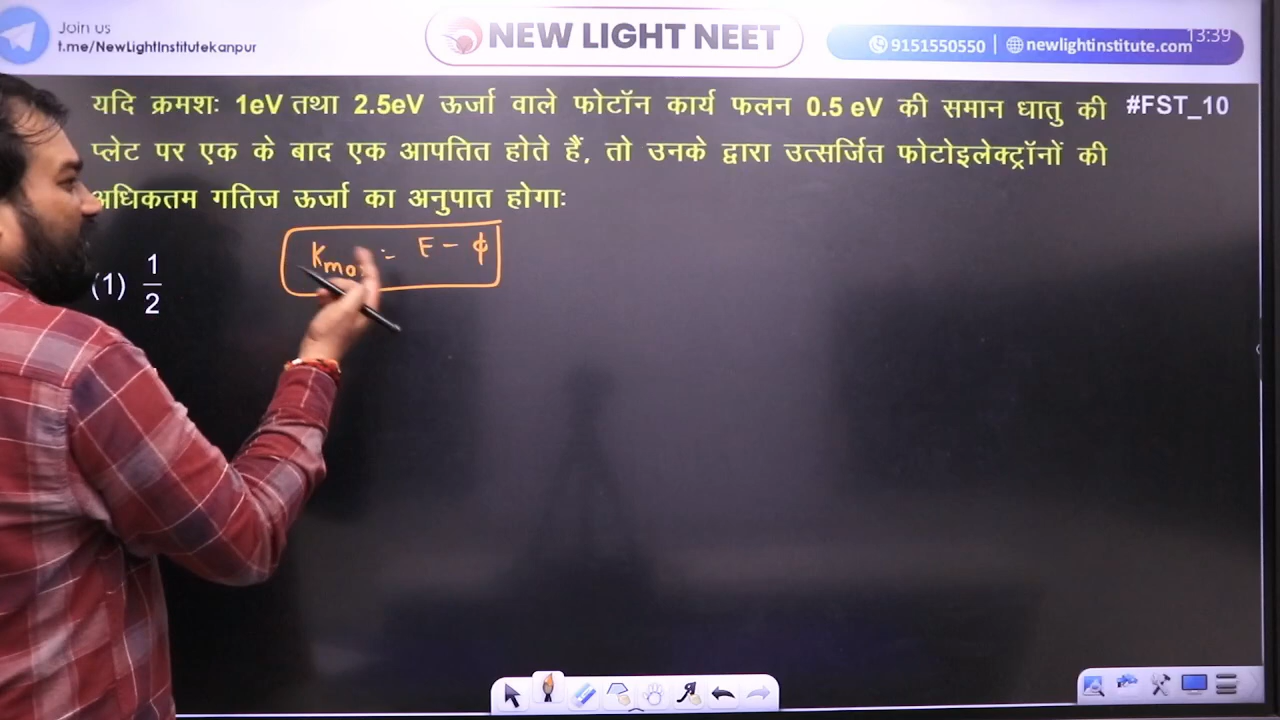 Join us
t.me/NewLightInstitutekanpur
NEW LIGHT NEET
9151550550 | newlightinstitute.com
13:39
यदि क्रमशः 1eV तथा 2.5eV ऊर्जा वाले फोटॉन कार्य फलन 0.5 eV की समान धातु की
#FST_10
प्लेट पर एक के बाद एक आपतित होते हैं, तो उनके द्वारा उत्सर्जित फोटोइलेक्ट्रॉनों की
अधिकतम गतिज ऊर्जा का अनुपात होगाः
Kmax = E - ϕ
(1) 1/2